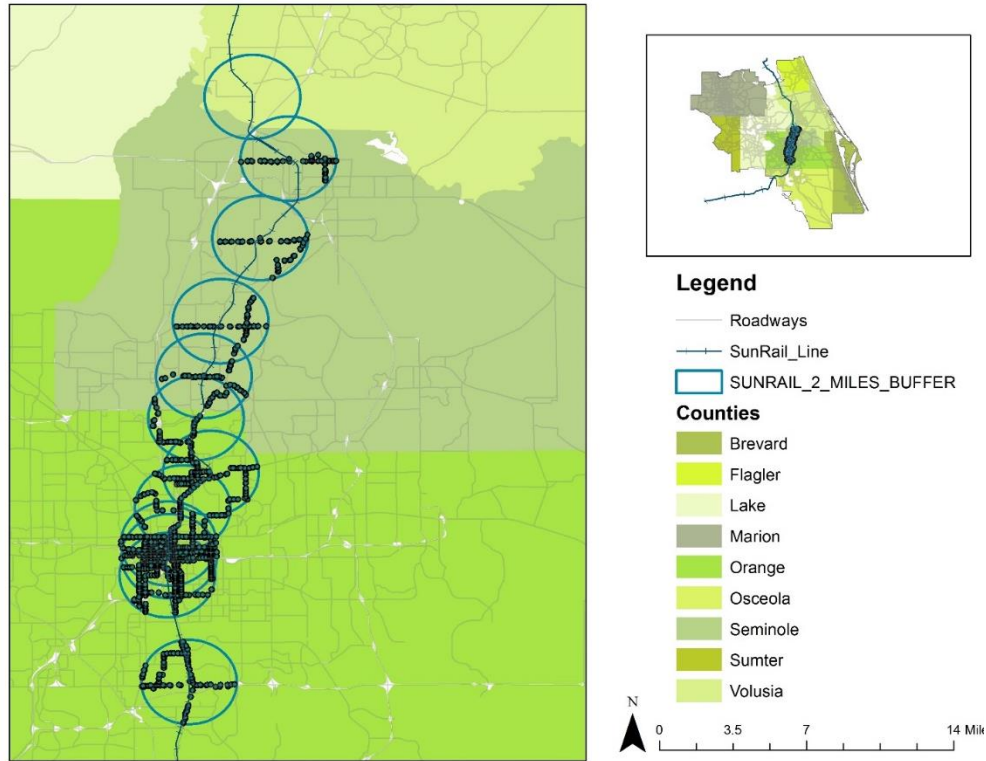 Legend
Roadways
SunRail_Line
SUNRAIL_2_MILES_BUFFER
Counties
Brevard
Flagler
Lake
Marion
Orange
Osceola
Seminole
Sumter
Volusia
N
0 3.5 7 14 Mile